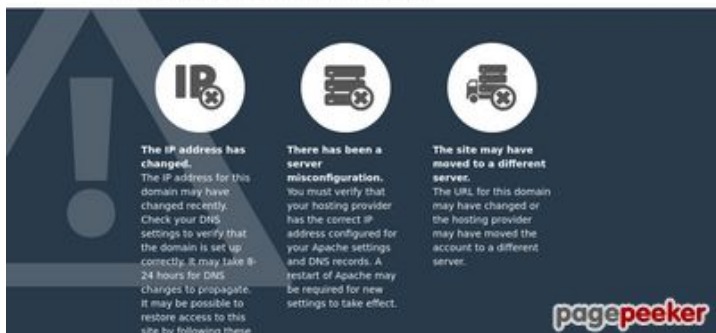 IP
The IP address has
changed.
The IP address for this
domain may have
changed recently.
Check your DNS
settings to verify that
the domain is set up
correctly. It may take 8-
24 hours for DNS
changes to propagate.
It may be possible to
restore access to this
site by following these
There has been a
server
misconfiguration.
You must verify that
your hosting provider
has the correct IP
address configured for
your Apache settings
and DNS records. A
restart of Apache may
be required for new
settings to take effect.
The site may have
moved to a different
server.
The URL for this domain
may have changed or
the hosting provider
may have moved the
account to a different
server.
pagepeeker